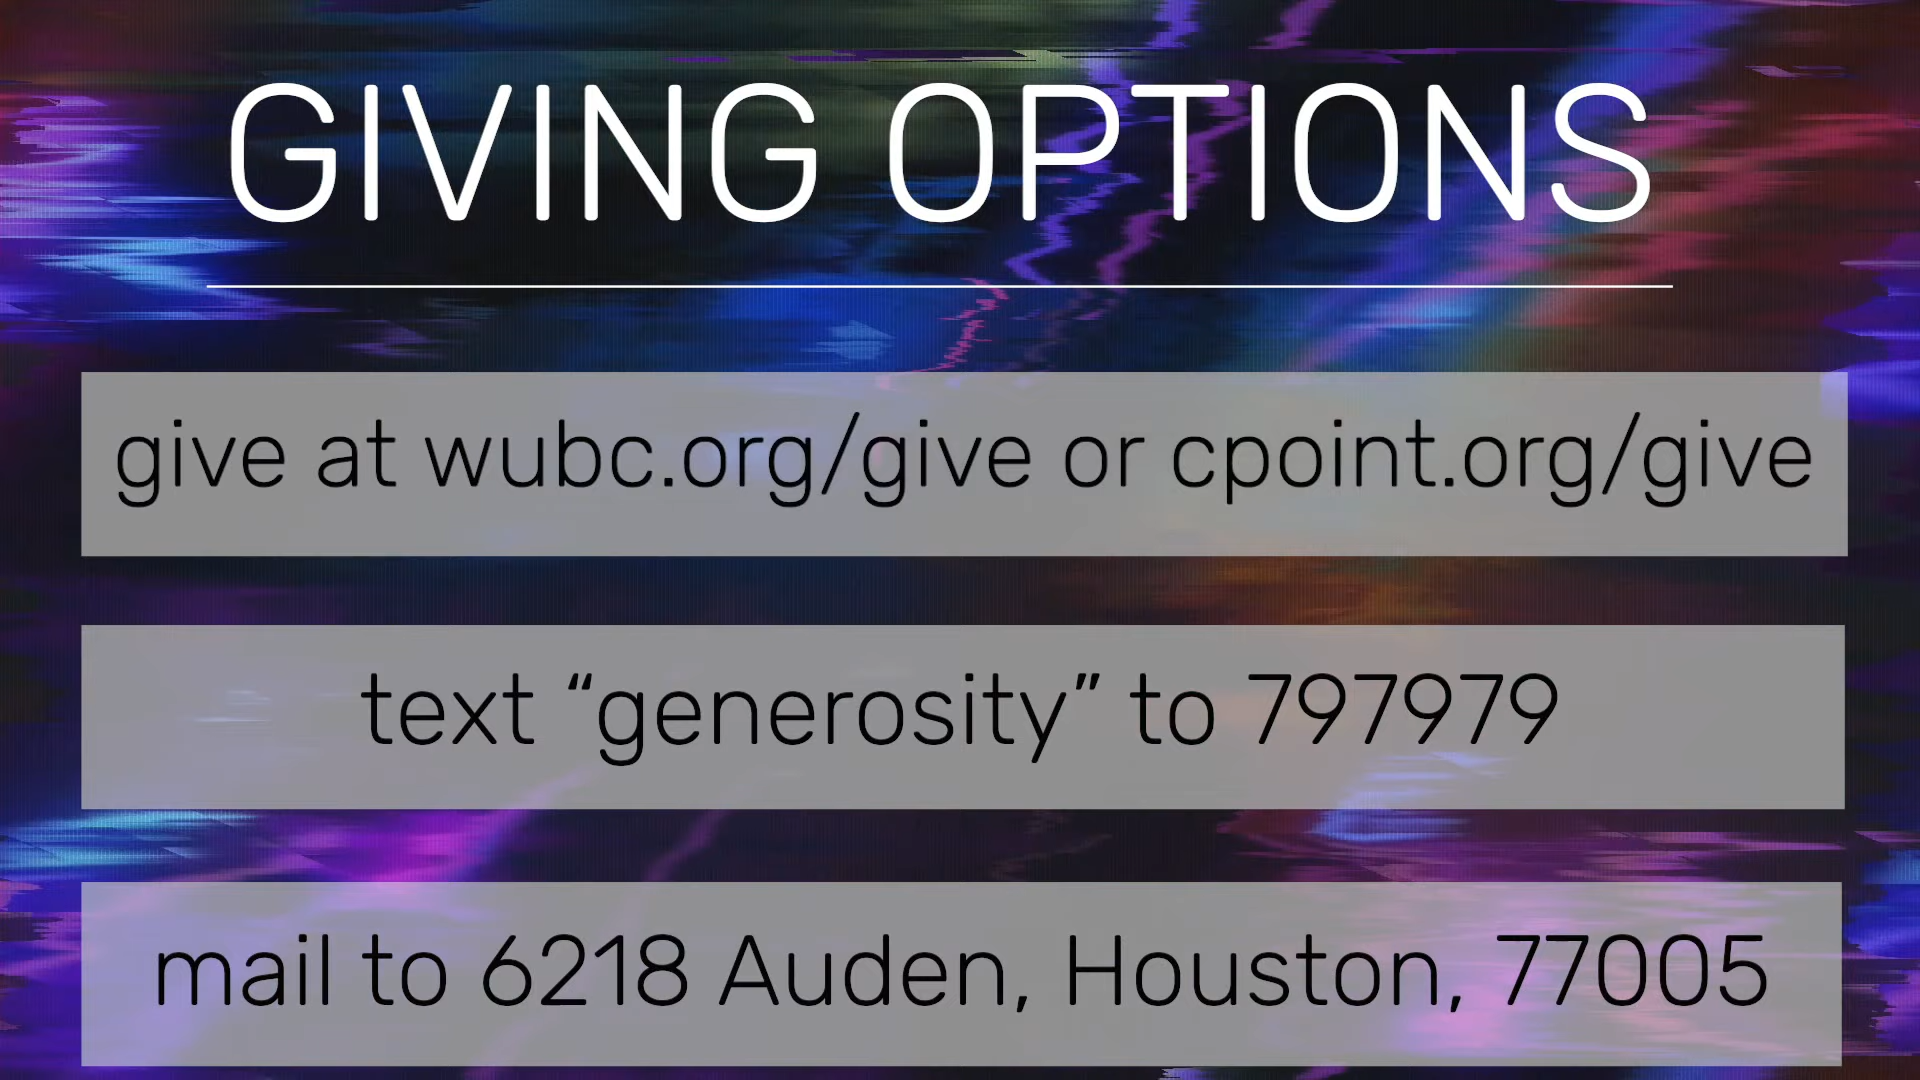 GIVING OPTIONS
give at wubc.org/give or cpoint.org/give
text “generosity” to 797979
mail to 6218 Auden, Houston, 77005